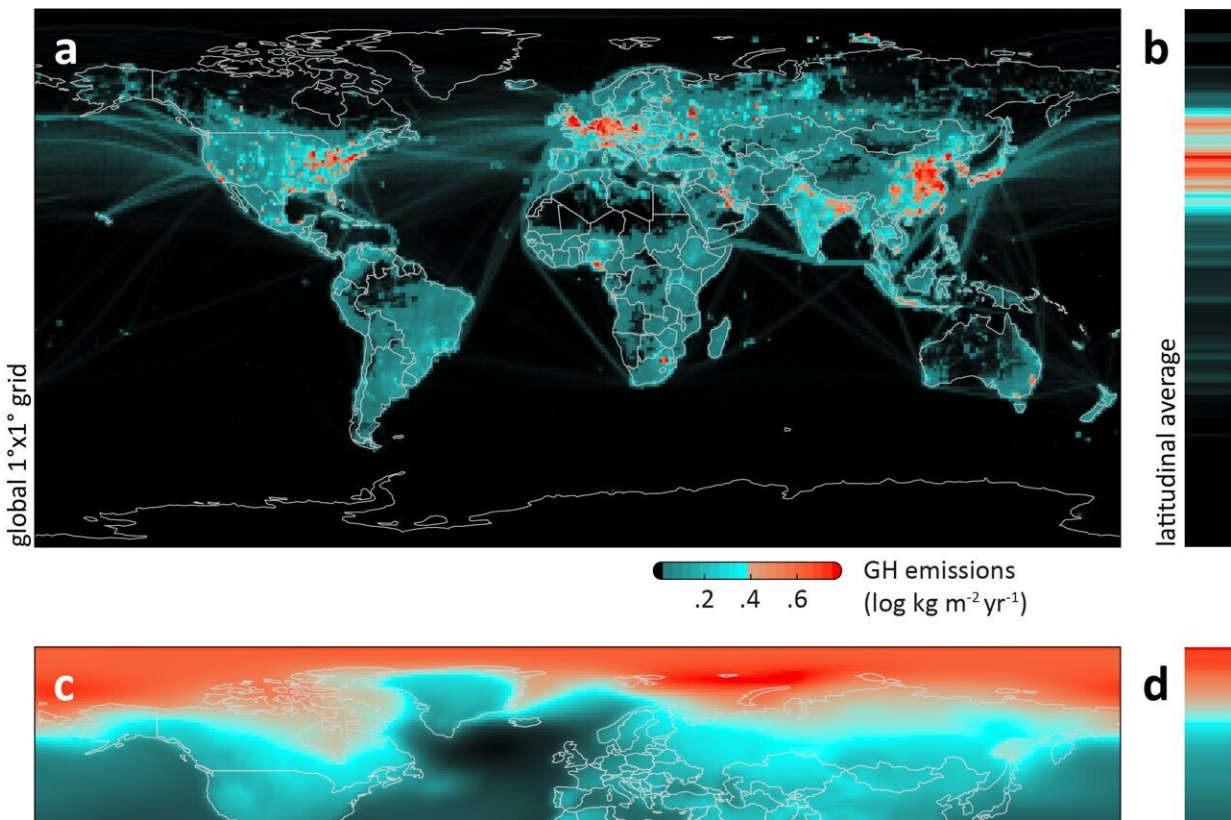 a
b
global 1°x1° grid
latitudinal average
.2 .4 .6
GH emissions
(log kg m-2 yr-1)
c
d